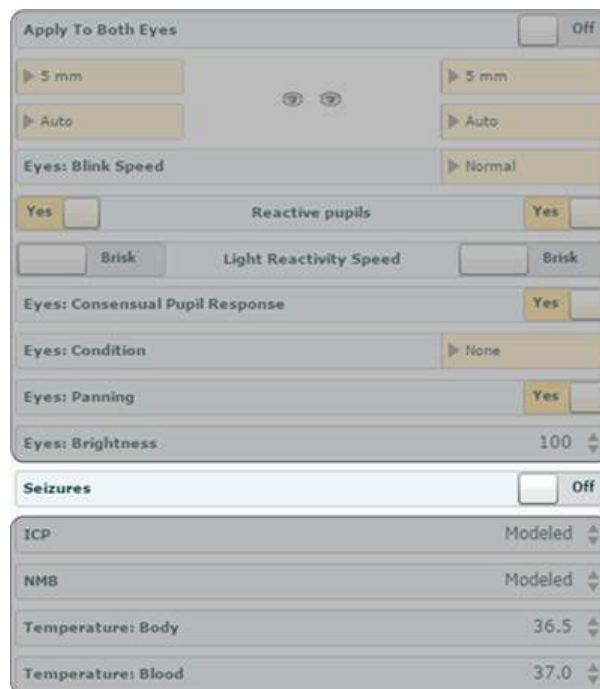 Apply To Both Eyes Off
5 mm 5 mm
Auto Auto
Eyes: Blink Speed Normal
Yes Reactive pupils Yes
Brisk Light Reactivity Speed Brisk
Eyes: Consensual Pupil Response Yes
Eyes: Condition None
Eyes: Panning Yes
Eyes: Brightness 100
Seizures Off
ICP Modeled
NMB Modeled
Temperature: Body 36.5
Temperature: Blood 37.0